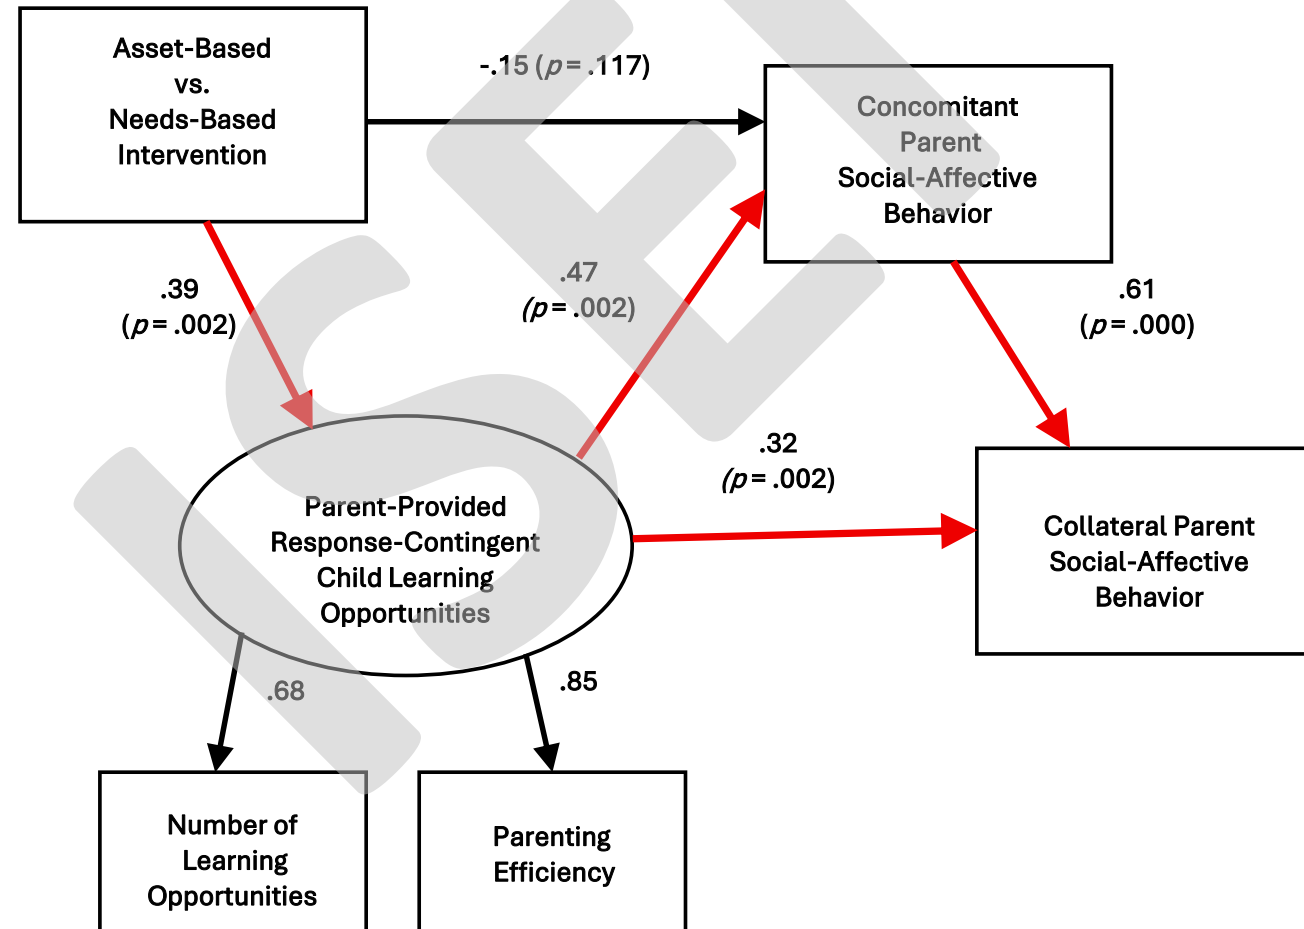 Asset-Based
vs.
Needs-Based
Intervention
-.15 (p = .117)
Concomitant
Parent
Social-Affective
Behavior
.39
(p = .002)
.47
(p = .002)
.61
(p = .000)
.32
(p = .002)
Parent-Provided
Response-Contingent
Child Learning
Opportunities
Collateral Parent
Social-Affective
Behavior
.68
.85
Number of
Learning
Opportunities
Parenting
Efficiency